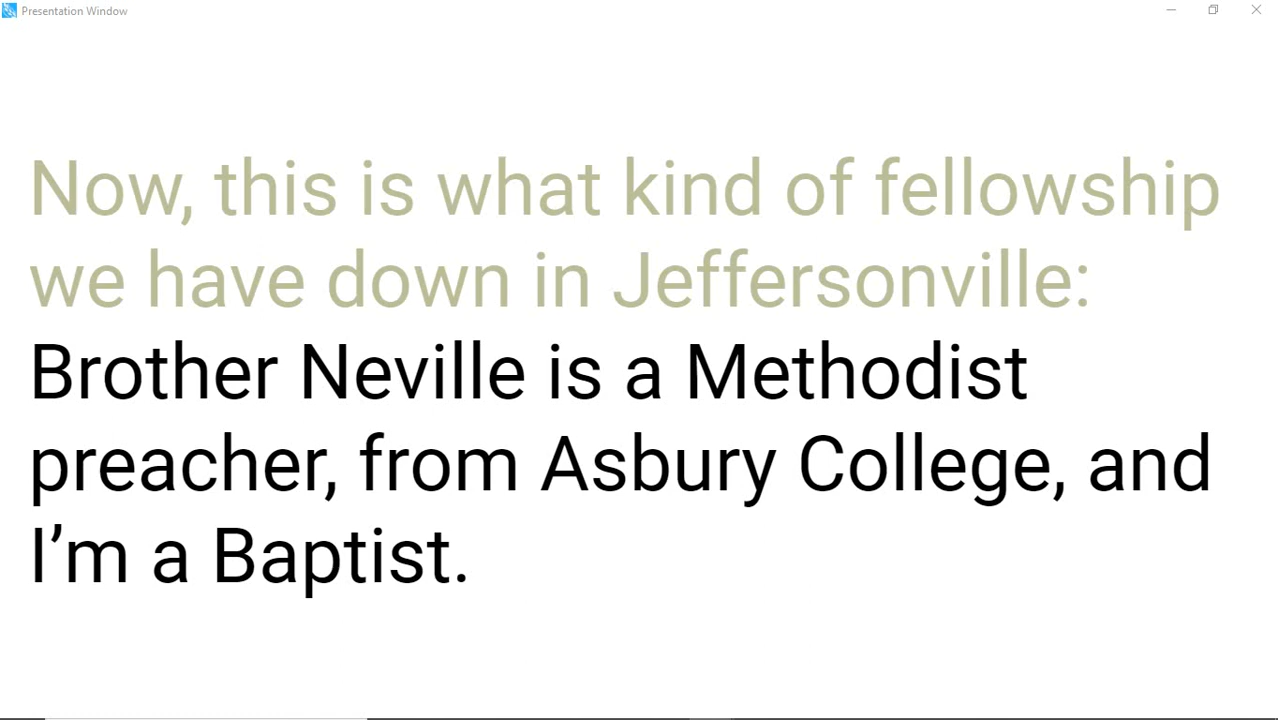 Presentation Window
Now, this is what kind of fellowship
we have down in Jeffersonville:
Brother Neville is a Methodist
preacher, from Asbury College, and
I’m a Baptist.